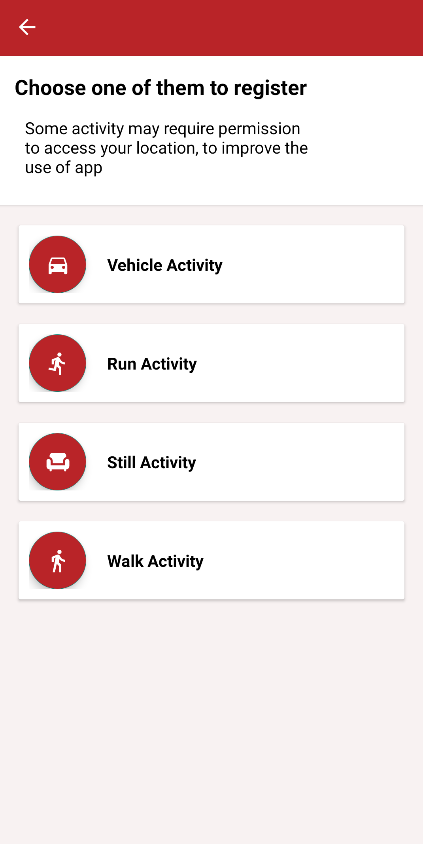 Choose one of them to register
Some activity may require permission
to access your location, to improve the
use of app
Vehicle Activity
Run Activity
Still Activity
Walk Activity